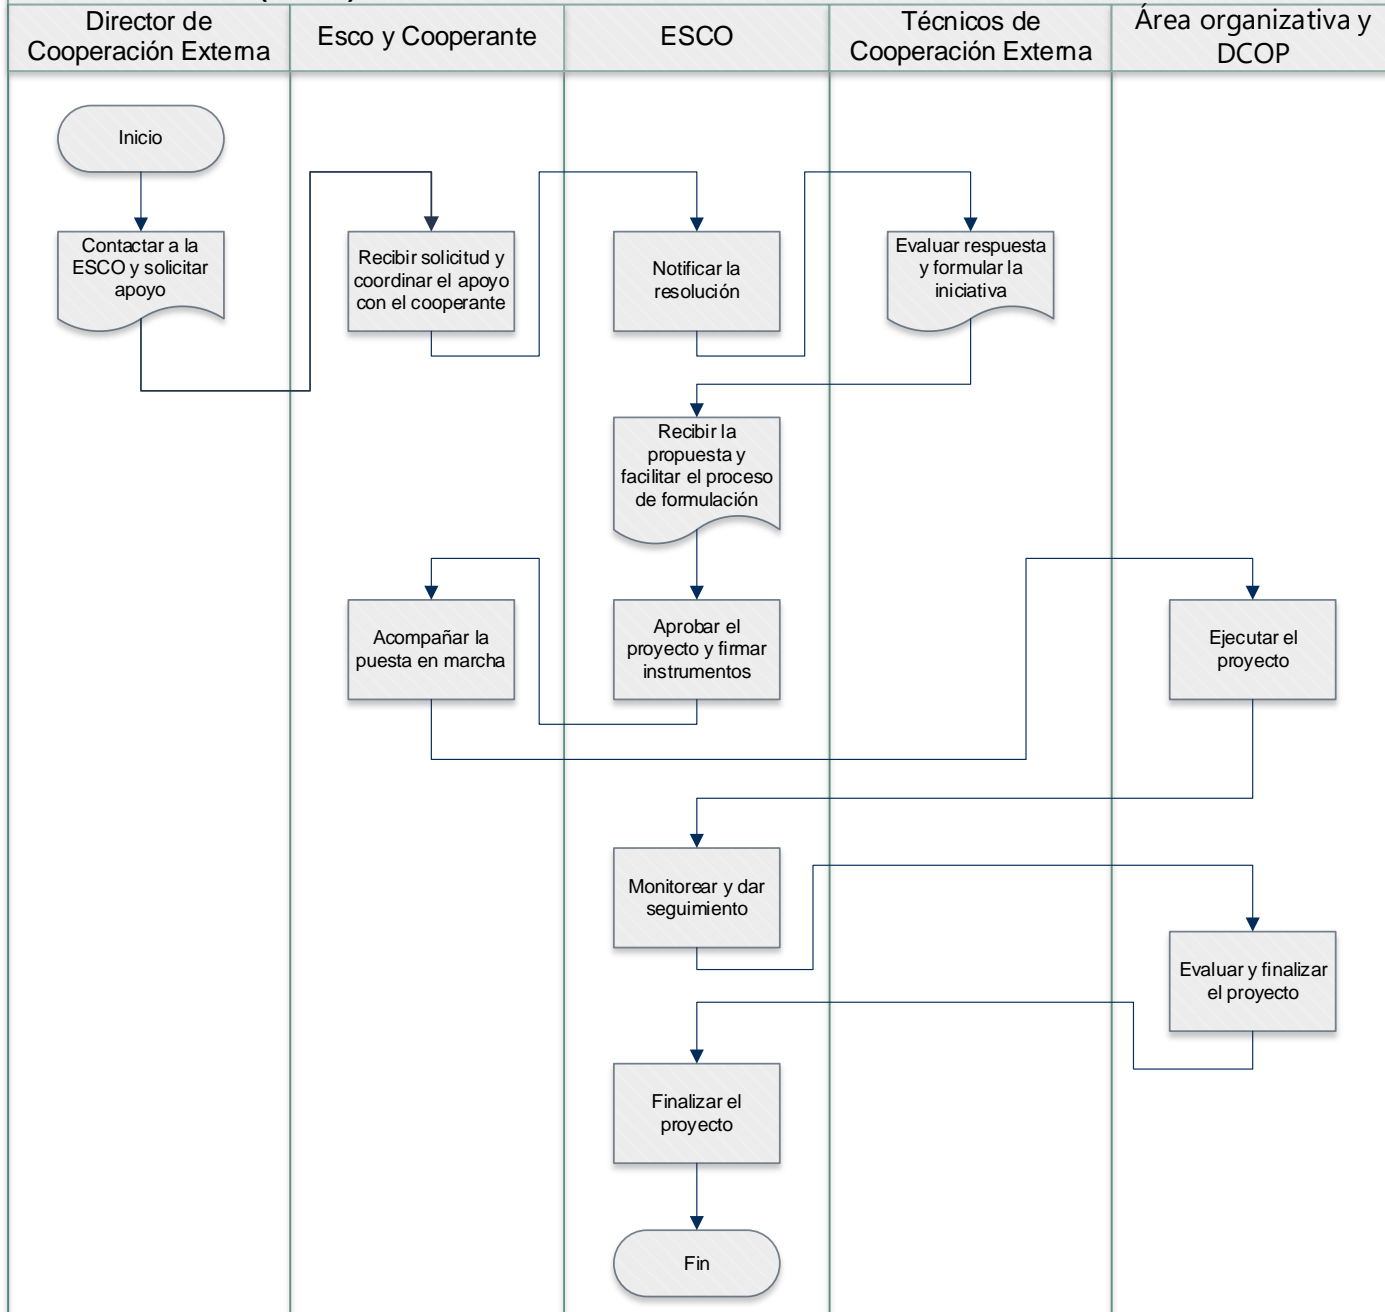 Director de
Cooperación Externa
Esco y Cooperante
ESCO
Técnicos de
Cooperación Externa
Área organizativa y
DCOP
Inicio
Contactar a la
ESCO y solicitar
apoyo
Recibir solicitud y
coordinar el apoyo
con el cooperante
Notificar la
resolución
Evaluar respuesta
y formular la
iniciativa
Recibir la
propuesta y
facilitar el proceso
de formulación
Acompañar la
puesta en marcha
Aprobar el
proyecto y firmar
instrumentos
Ejecutar el
proyecto
Monitorear y dar
seguimiento
Evaluar y finalizar
el proyecto
Finalizar el
proyecto
Fin